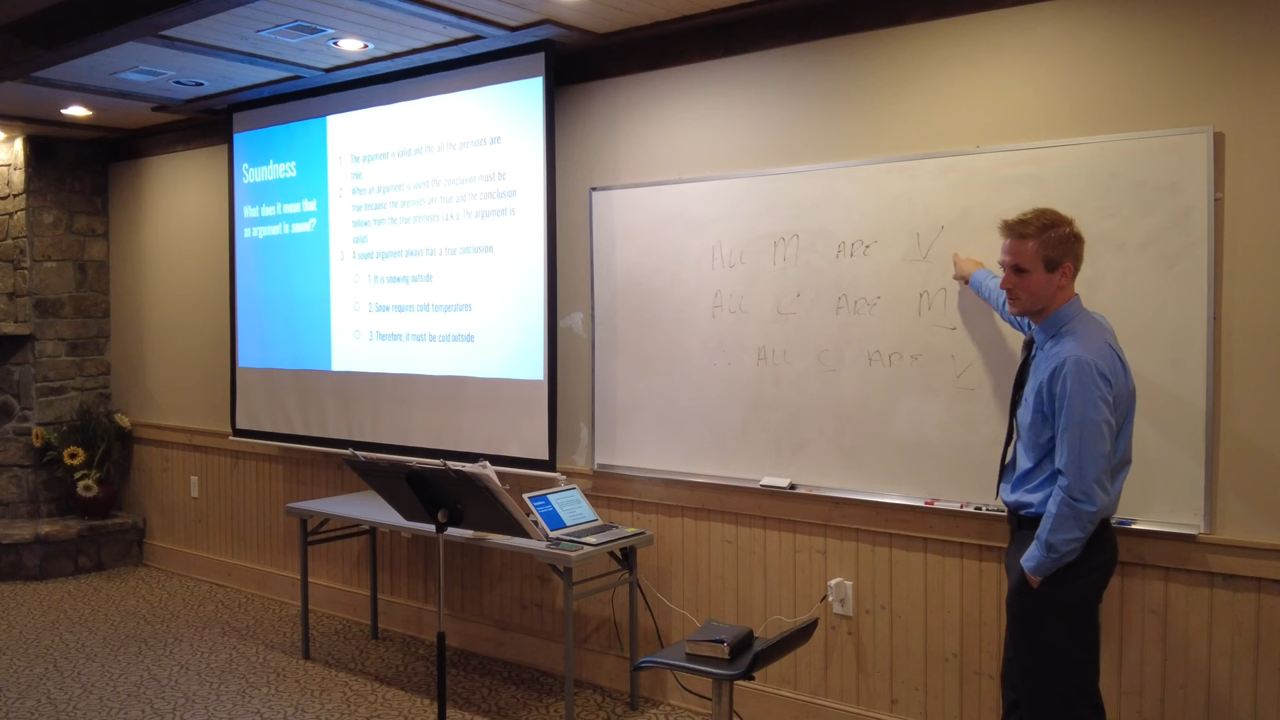 Soundness
What does it mean that
an argument is sound?
1. The argument is valid and the all the premises are
true.
2. When an argument is sound the conclusion must be
true because the premises are true and the conclusion
follows from the true premises (a.k.a. The argument is
valid)
3. A sound argument always has a true conclusion.
1. It is snowing outside
2. Snow requires cold temperatures
3. Therefore, it must be cold outside
ALL M ARE V
ALL C ARE M
∴ ALL C ARE V